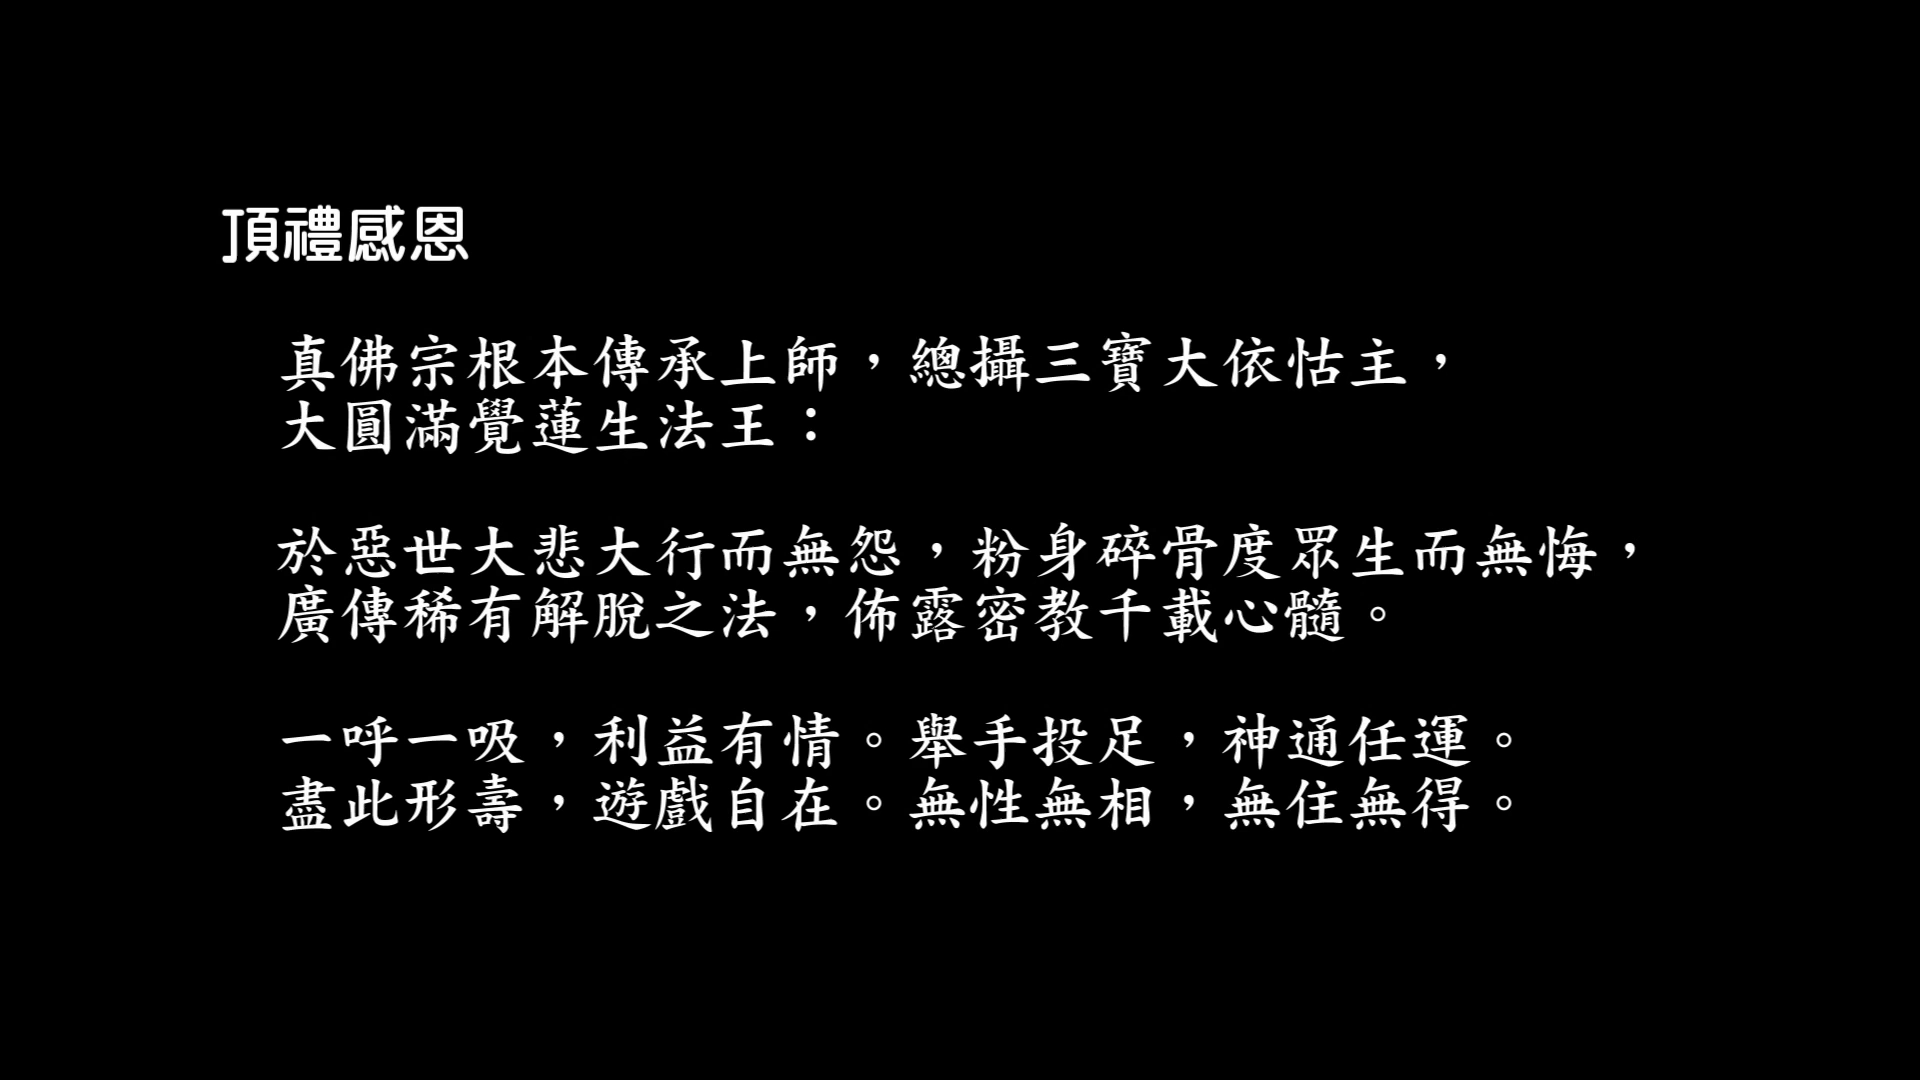 頂禮感恩
真佛宗根本傳承上師，總攝三寶大依怙主，
大圓滿覺蓮生法王：
於惡世大悲大行而無怨，粉身碎骨度眾生而無悔，
廣傳稀有解脫之法，佈露密教千載心髓。
一呼一吸，利益有情。舉手投足，神通任運。
盡此形壽，遊戲自在。無性無相，無住無得。